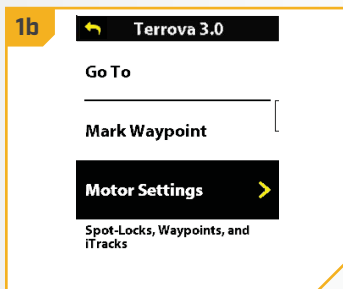 1b
Terrova 3.0
Go To
Mark Waypoint
Motor Settings
Spot-Locks, Waypoints, and
iTracks